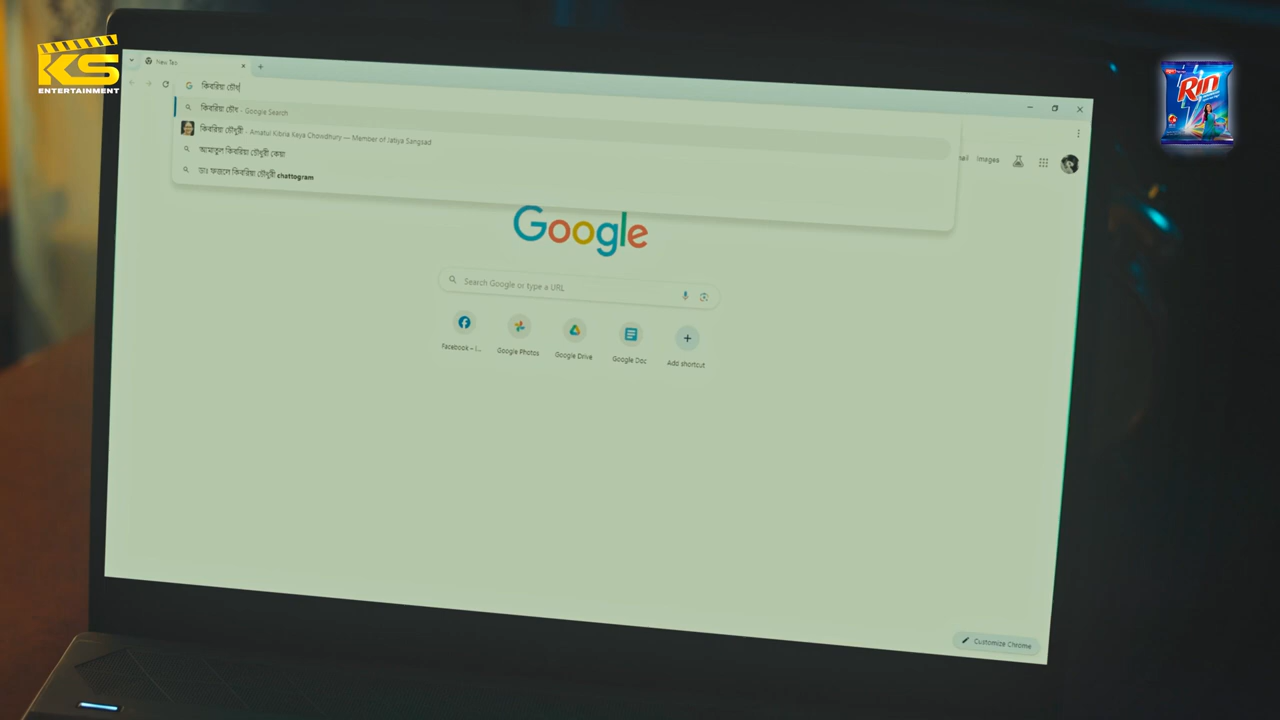 KS
ENTERTAINMENT
Rin
New Tab
কিবরিয়া চৌধ
কিবরিয়া চৌধ - Google Search
কিবরিয়া চৌধুরী - Amatul Kibria Keya Chowdhury — Member of Jatiya Sangsad
আমাতুল কিবরিয়া চৌধুরী কেয়া
ডাঃ ফজলে কিবরিয়া চৌধুরী chattogram
Images
Google
Search Google or type a URL
Facebook – l...
Google Photos
Google Drive
Google Doc
Add shortcut
Customize Chrome